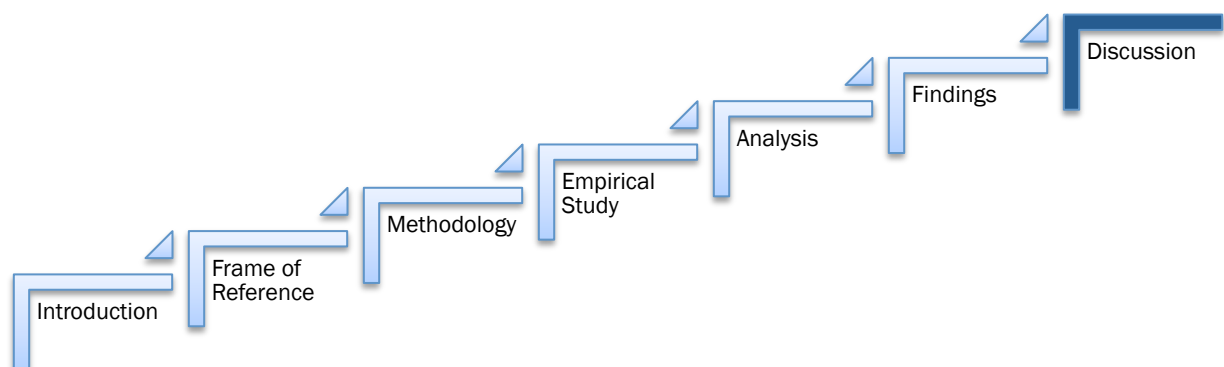 Introduction
Frame of
Reference
Methodology
Empirical
Study
Analysis
Findings
Discussion